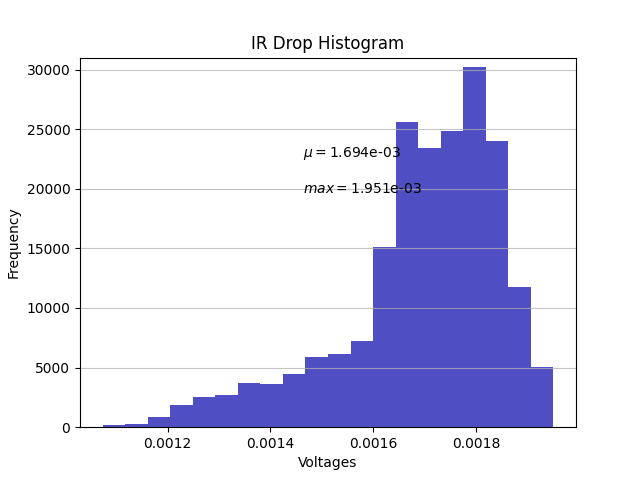 IR Drop Histogram
30000
25000
20000
15000
10000
5000
0
Frequency
μ = 1.694e-03
max = 1.951e-03
0.0012 0.0014 0.0016 0.0018
Voltages